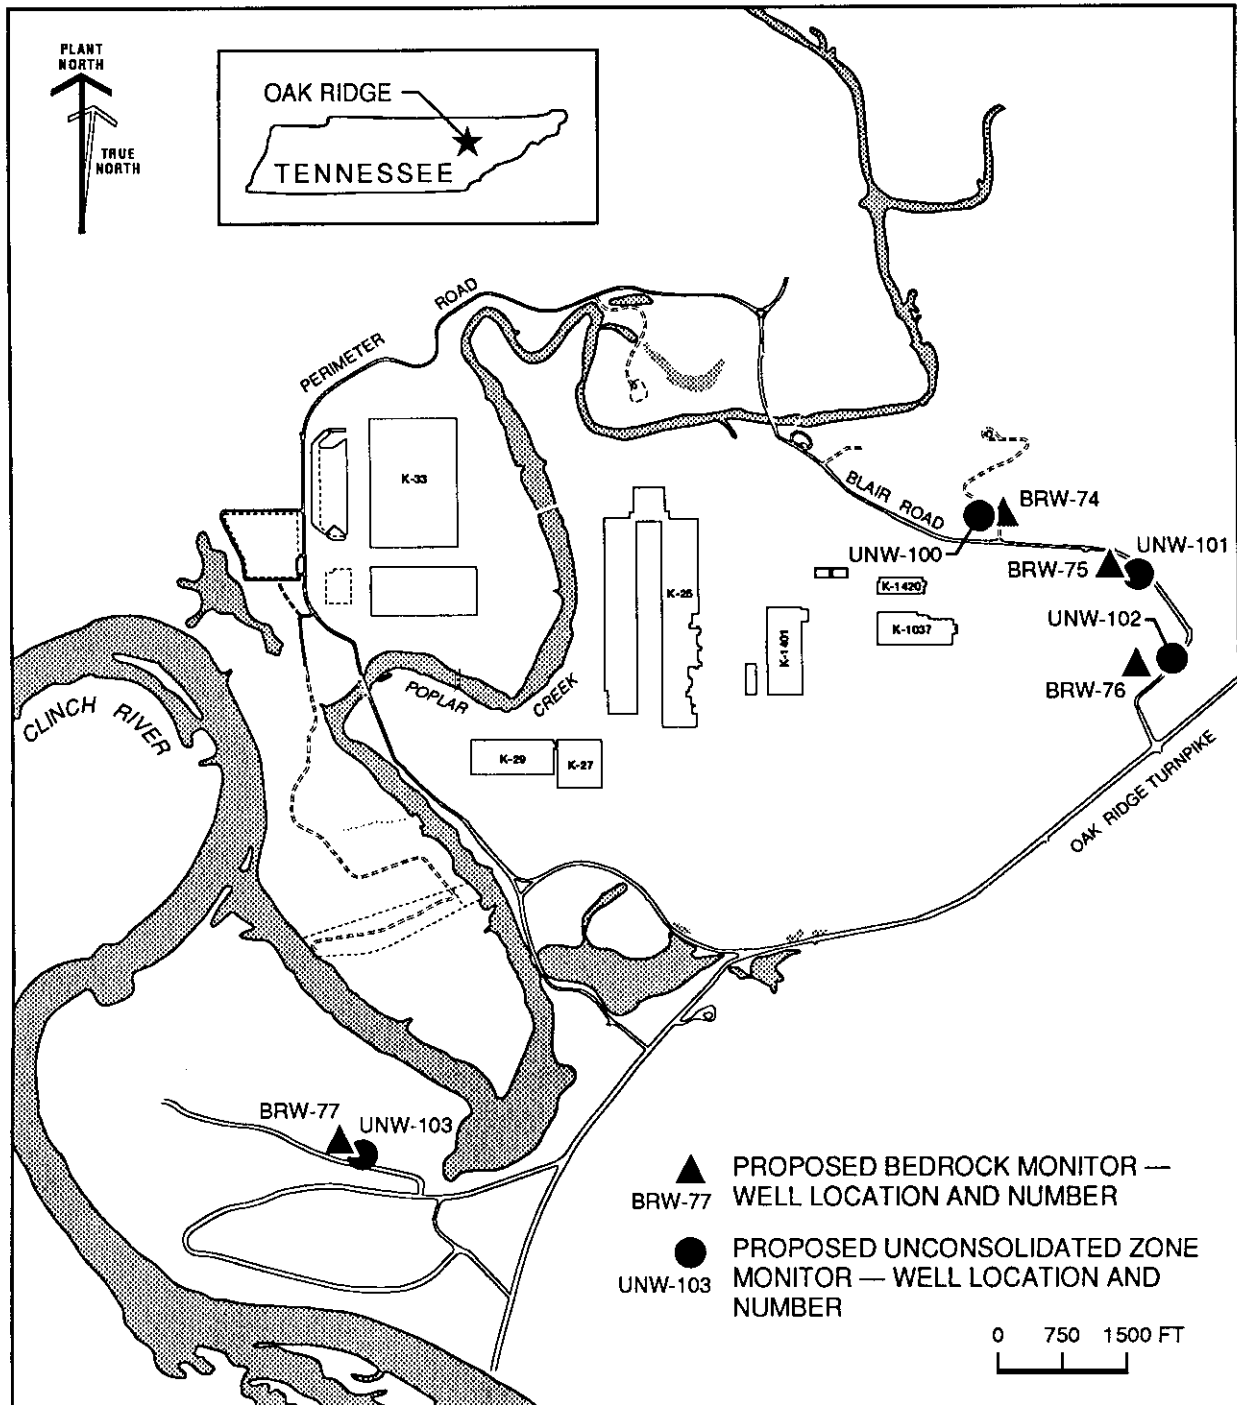 PLANT
NORTH
TRUE
NORTH
OAK RIDGE
TENNESSEE
PERIMETER
ROAD
K-33
BLAIR ROAD
BRW-74
UNW-100
UNW-101
BRW-75
K-25
K-1420
UNW-102
K-1037
K-1401
BRW-76
POPLAR
CREEK
CLINCH RIVER
K-29
K-27
OAK RIDGE TURNPIKE
BRW-77
UNW-103
PROPOSED BEDROCK MONITOR —
WELL LOCATION AND NUMBER
BRW-77
PROPOSED UNCONSOLIDATED ZONE
MONITOR — WELL LOCATION AND
NUMBER
UNW-103
0 750 1500 FT